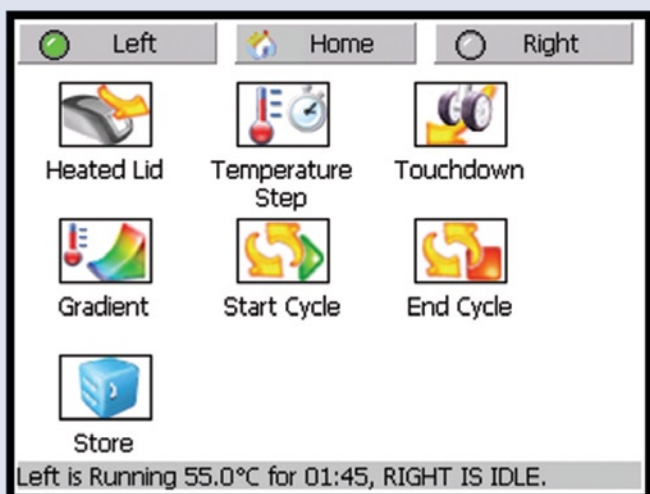 Left Home Right
Heated Lid Temperature Step Touchdown
Gradient Start Cycle End Cycle
Store
Left is Running 55.0°C for 01:45, RIGHT IS IDLE.